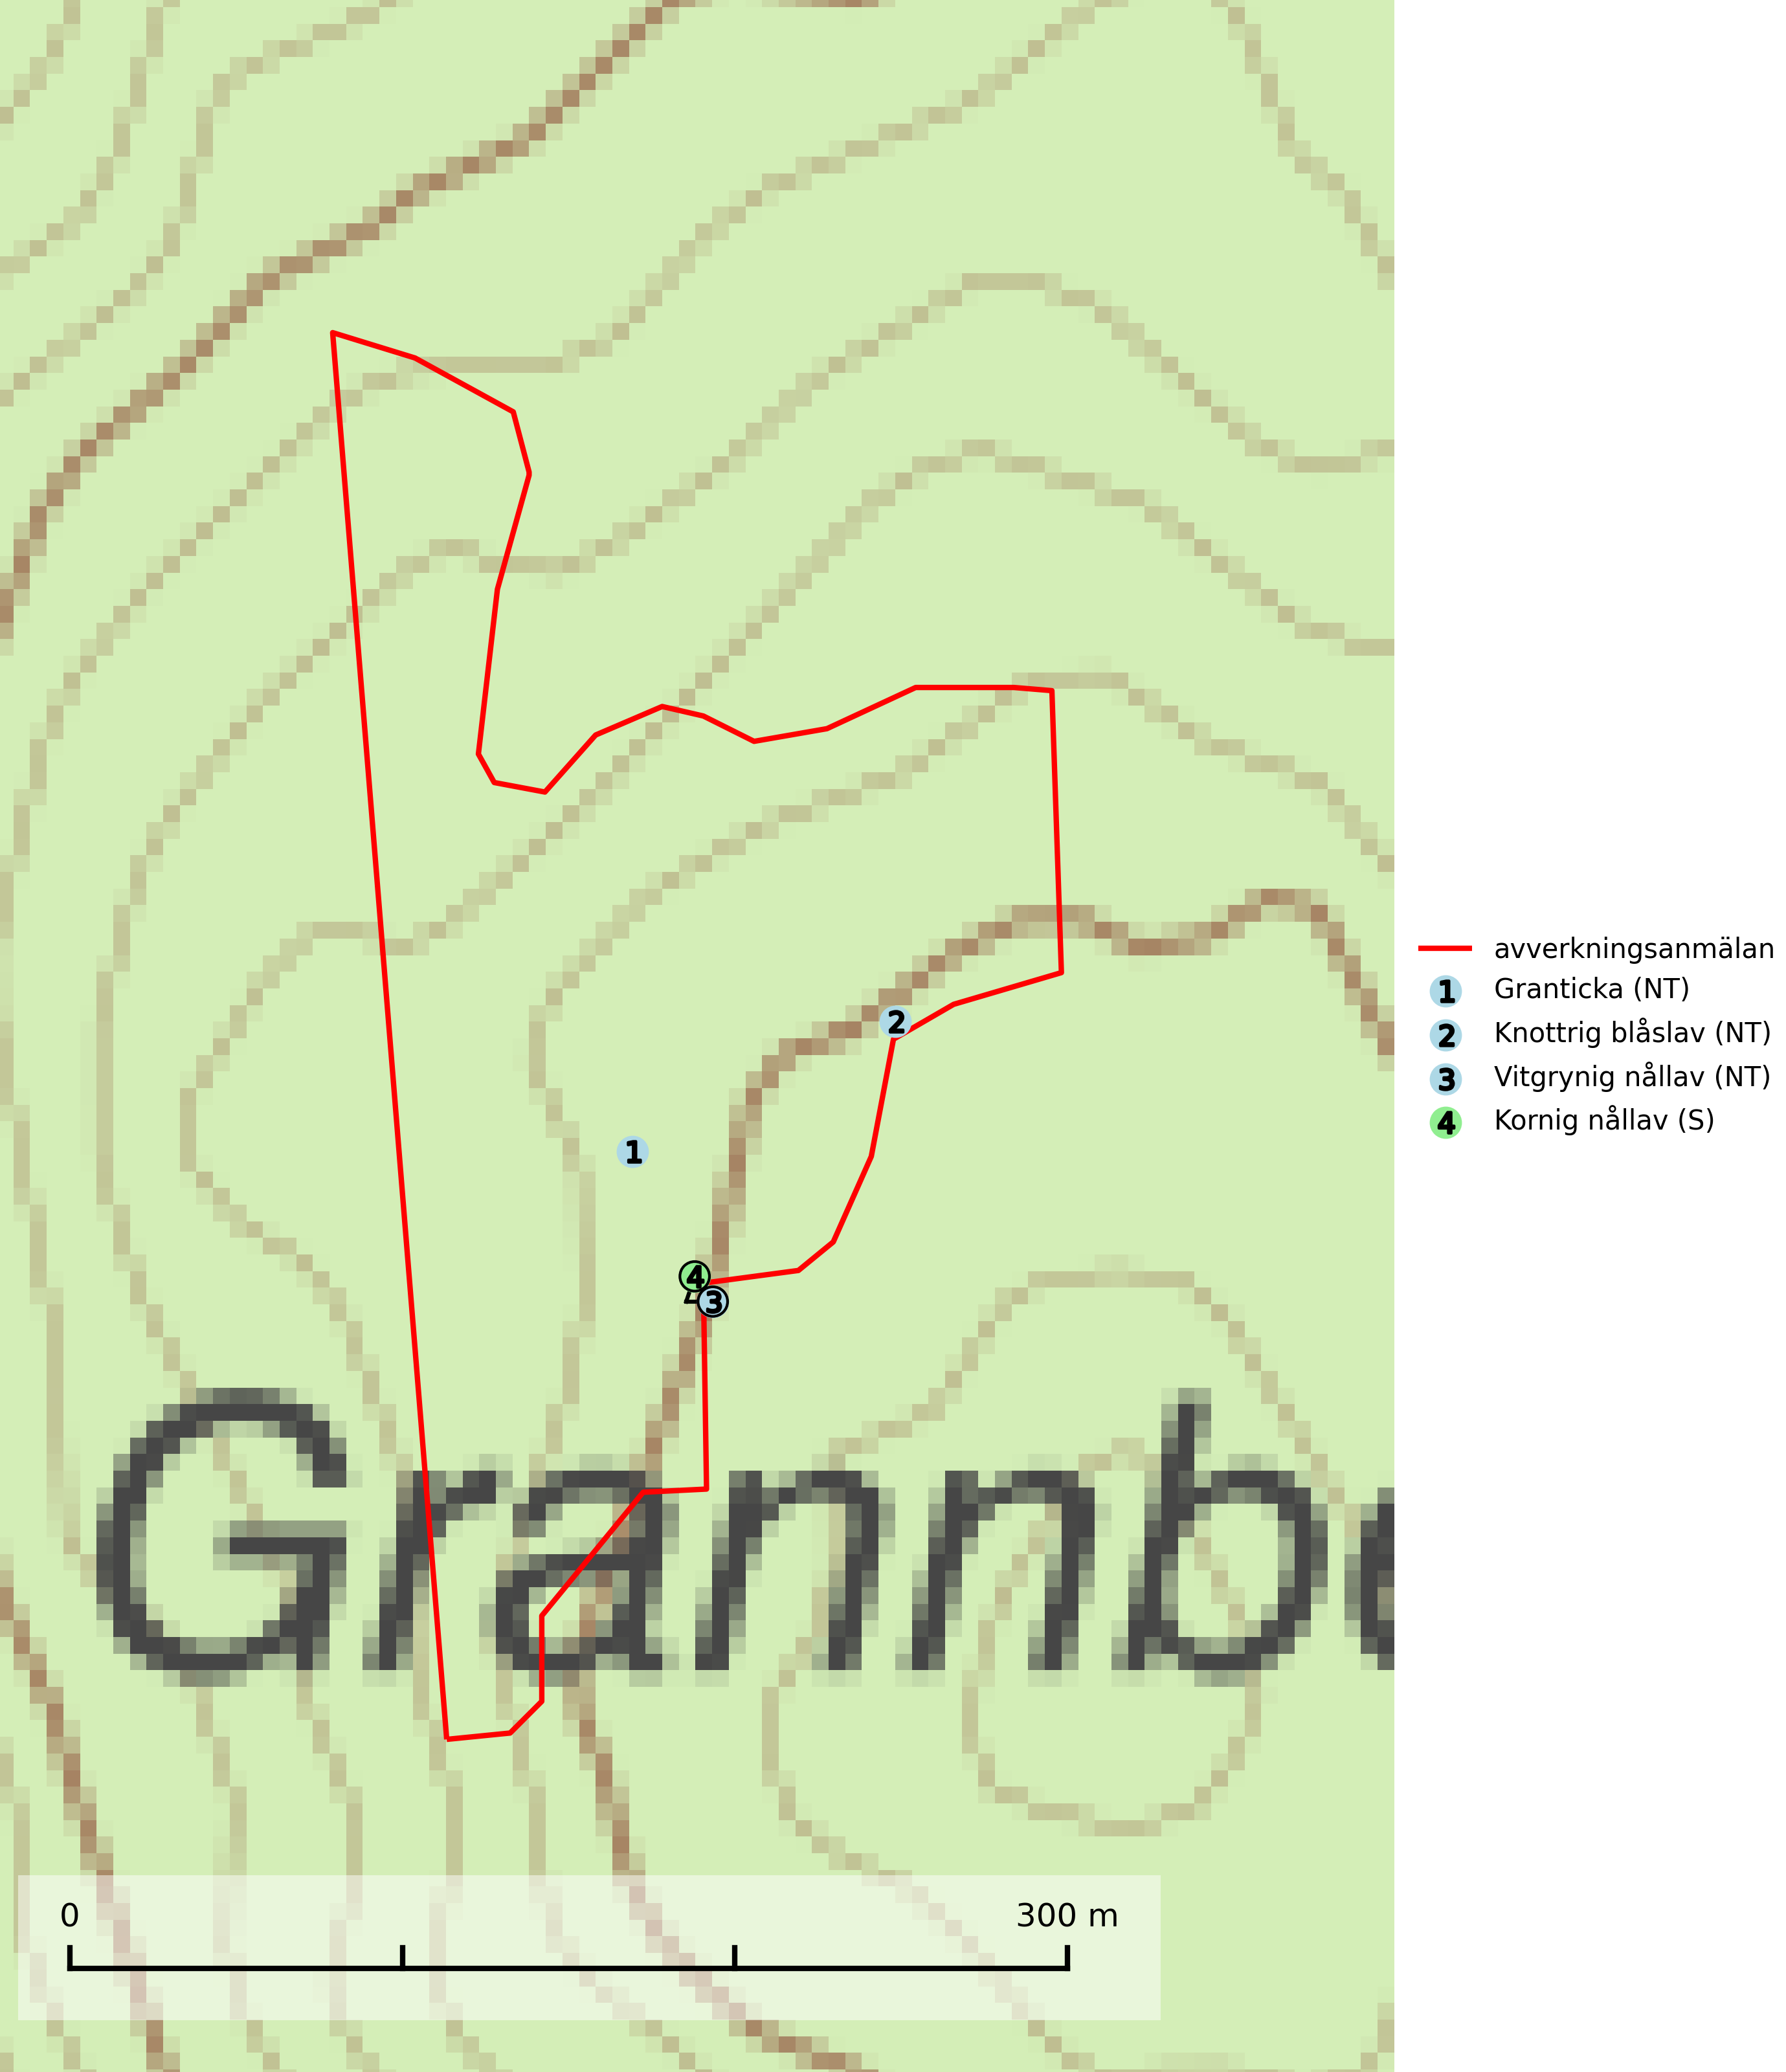 avverkningsanmälan
1 Granticka (NT)
2 Knottrig blåslav (NT)
3 Vitgrynig nållav (NT)
4 Kornig nållav (S)
2
1
4
3
Grannb
0 300 m